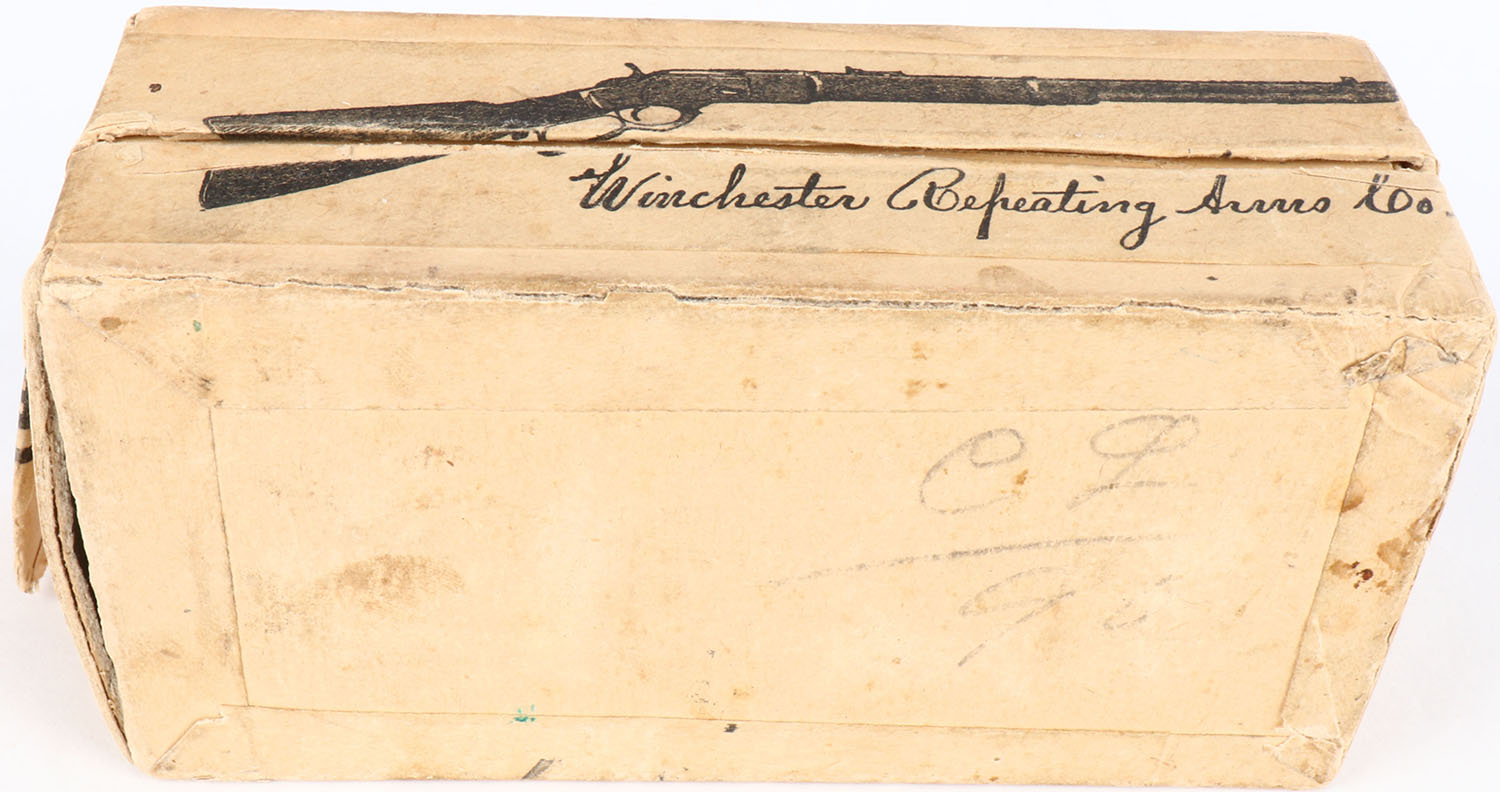 Winchester Repeating Arms Co.